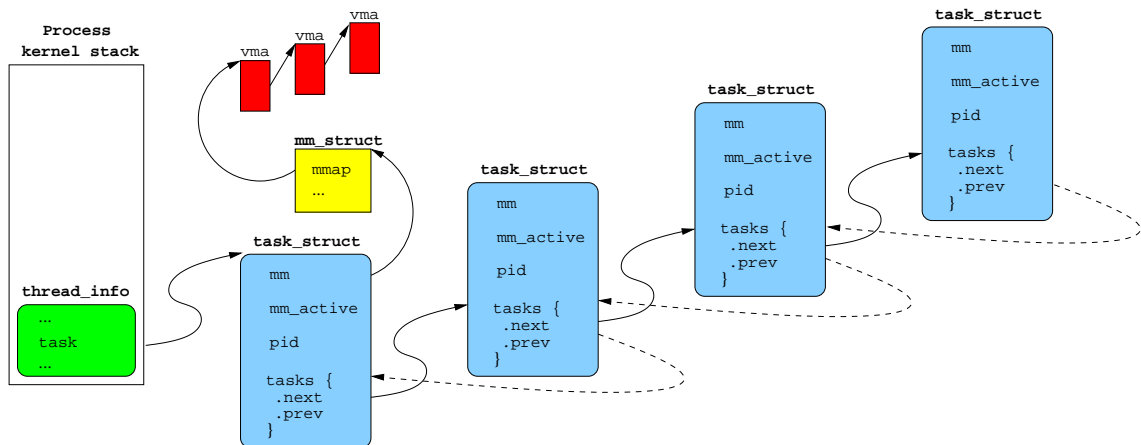 Process
kernel stack
thread_info
...
task
...
vma
vma
vma
mm_struct
mmap
...
task_struct
mm
mm_active
pid
tasks {
.next
.prev
}
task_struct
mm
mm_active
pid
tasks {
.next
.prev
}
task_struct
mm
mm_active
pid
tasks {
.next
.prev
}
task_struct
mm
mm_active
pid
tasks {
.next
.prev
}